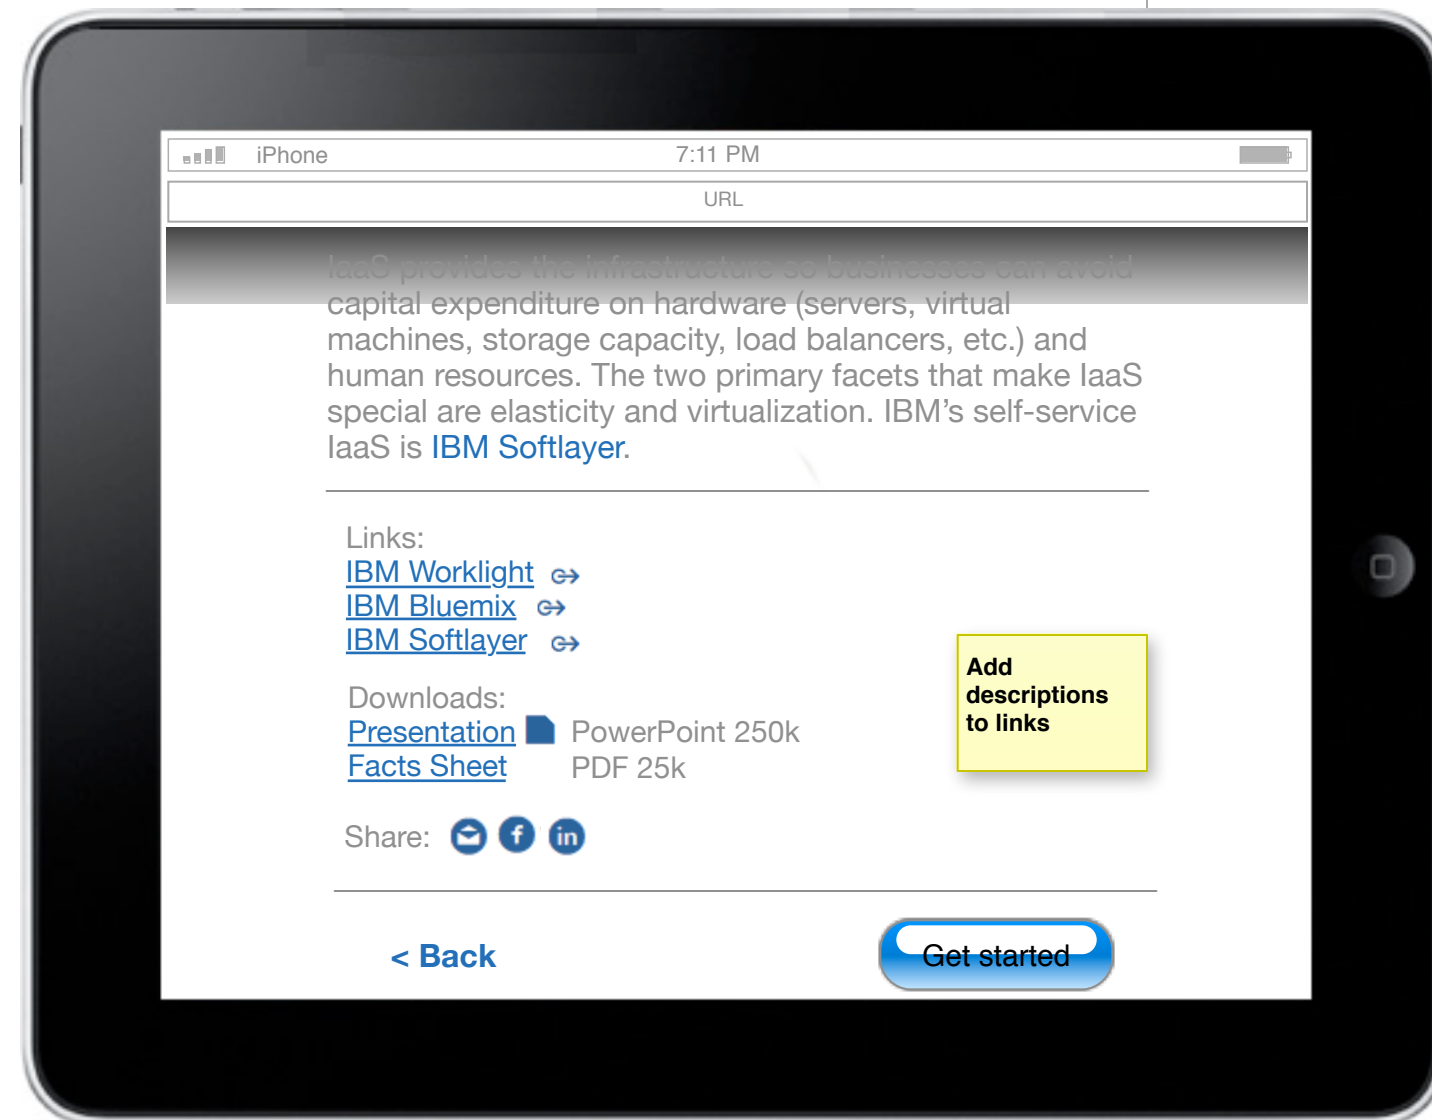 iPhone 7:11 PM
URL
IaaS provides the infrastructure so businesses can avoid
capital expenditure on hardware (servers, virtual
machines, storage capacity, load balancers, etc.) and
human resources. The two primary facets that make IaaS
special are elasticity and virtualization. IBM’s self-service
IaaS is IBM Softlayer.
Links:
IBM Worklight
IBM Bluemix
IBM Softlayer
Add
descriptions
to links
Downloads:
Presentation PowerPoint 250k
Facts Sheet PDF 25k
Share: f in
< Back Get started